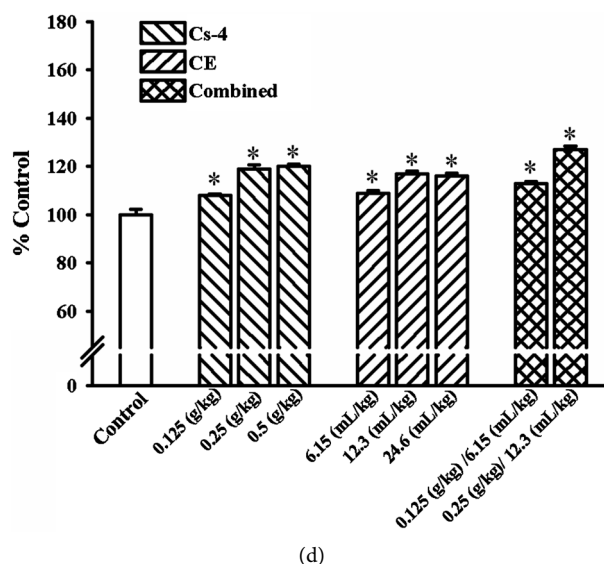 180
160
140
120
100
80
60
0
% Control
Cs-4
CE
Combined
*
*
*
*
*
*
*
*
Control
0.125 (g/kg)
0.25 (g/kg)
0.5 (g/kg)
6.15 (mL/kg)
12.3 (mL/kg)
24.6 (mL/kg)
0.125 (g/kg) /6.15 (mL/kg)
0.25 (g/kg)/ 12.3 (mL/kg)
(d)